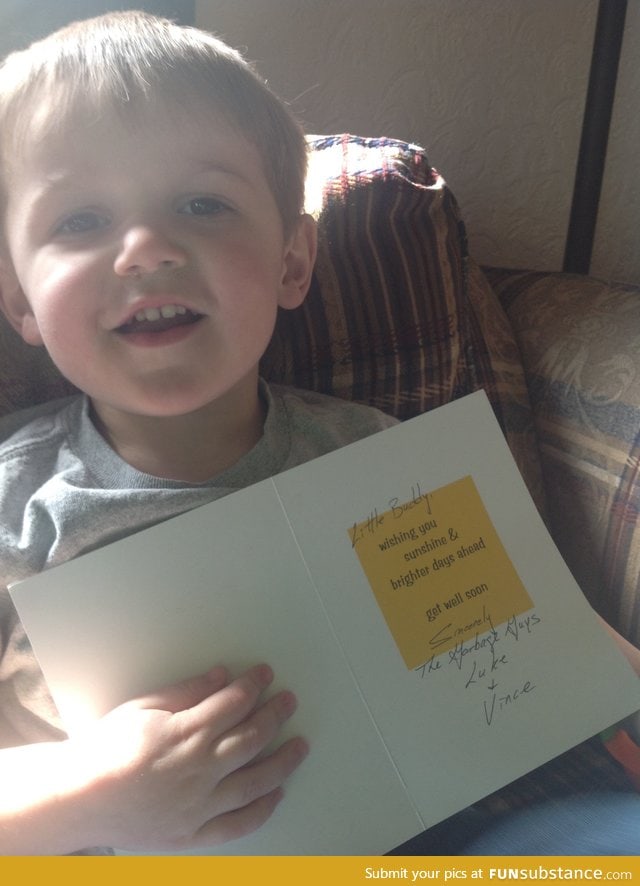 Little Buddy,
wishing you
sunshine &
brighter days ahead
get well soon
Sincerely
The Garbage Guys
Luke
+
Vince
Submit your pics at FUNsubstance.com